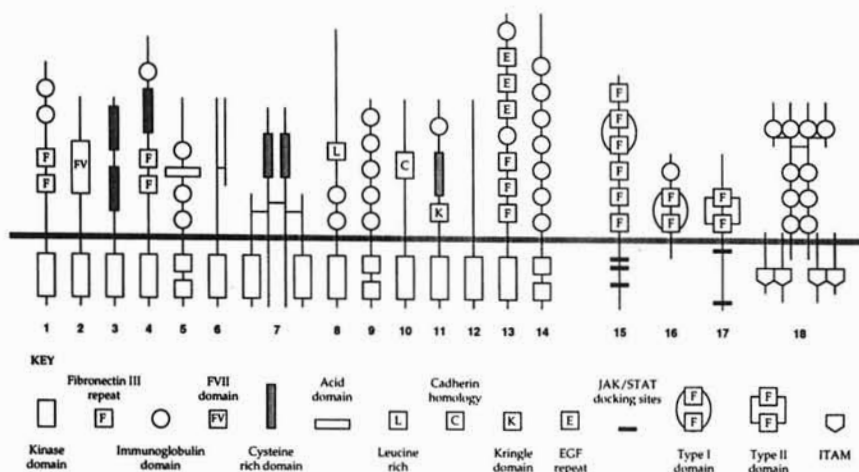 E
E
F
E
F
L
F
F
FV
F
C
F
F
F
F
F
F
F
F
K
F
F
F
F
1 2 3 4 5 6 7 8 9 10 11 12 13 14 15 16 17 18
KEY
Fibronectin III repeat
F
FVII domain
FV
Acid domain
L
Cadherin homology
C
K
E
JAK/STAT docking sites
F
F
F
F
Kinase domain
Immunoglobulin domain
Cysteine rich domain
Leucine rich
Kringle domain
EGF repeat
Type I domain
Type II domain
ITAM